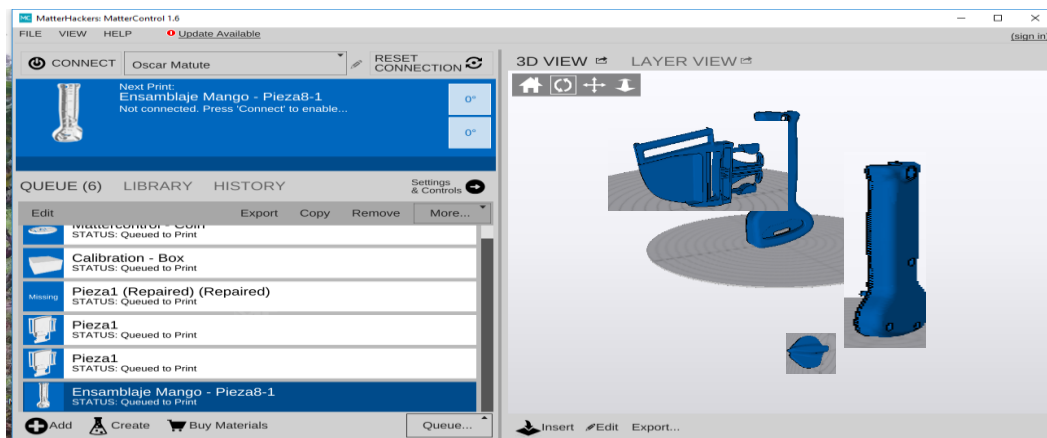 MC MatterHackers: MatterControl 1.6
FILE VIEW HELP Update Available
(sign in)
CONNECT Oscar Matute RESET CONNECTION
Next Print:
Ensamblaje Mango - Pieza8-1
Not connected. Press 'Connect' to enable...
0°
0°
QUEUE (6) LIBRARY HISTORY Settings & Controls
Edit Export Copy Remove More...
Mattercontrol - Coin
STATUS: Queued to Print
Calibration - Box
STATUS: Queued to Print
Missing
Pieza1 (Repaired) (Repaired)
STATUS: Queued to Print
Pieza1
STATUS: Queued to Print
Pieza1
STATUS: Queued to Print
Ensamblaje Mango - Pieza8-1
STATUS: Queued to Print
Add Create Buy Materials Queue...
3D VIEW LAYER VIEW
Insert Edit Export...